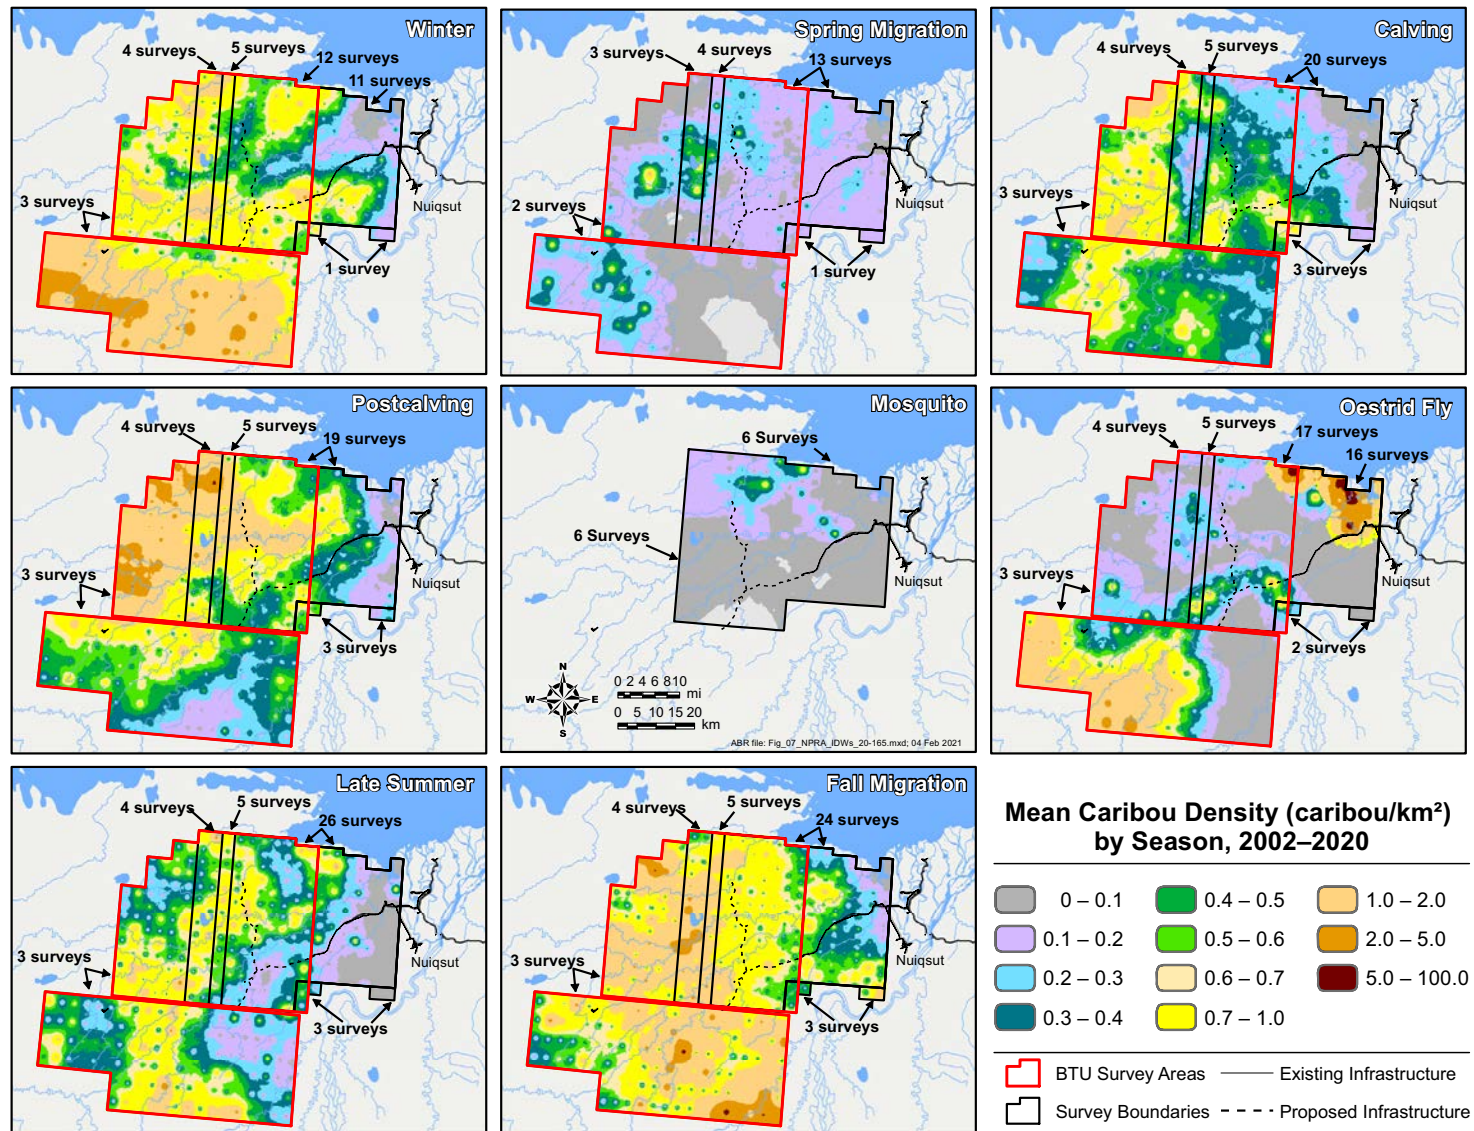 Winter
4 surveys
5 surveys
12 surveys
11 surveys
3 surveys
Nuiqsut
1 survey
Spring Migration
3 surveys
4 surveys
13 surveys
2 surveys
Nuiqsut
1 survey
Calving
4 surveys
5 surveys
20 surveys
3 surveys
Nuiqsut
3 surveys
Postcalving
4 surveys
5 surveys
19 surveys
3 surveys
Nuiqsut
3 surveys
Mosquito
6 Surveys
6 Surveys
N
W
E
S
0 2 4 6 810
mi
0 5 10 15 20
km
ABR file: Fig_07_NPRA_IDWs_20-165.mxd; 04 Feb 2021
Oestrid Fly
4 surveys
5 surveys
17 surveys
16 surveys
3 surveys
Nuiqsut
2 surveys
Late Summer
4 surveys
5 surveys
26 surveys
3 surveys
Nuiqsut
3 surveys
Fall Migration
4 surveys
5 surveys
24 surveys
3 surveys
Nuiqsut
3 surveys
Mean Caribou Density (caribou/km²)
by Season, 2002–2020
0 – 0.1
0.4 – 0.5
1.0 – 2.0
0.1 – 0.2
0.5 – 0.6
2.0 – 5.0
0.2 – 0.3
0.6 – 0.7
5.0 – 100.0
0.3 – 0.4
0.7 – 1.0
BTU Survey Areas
Existing Infrastructure
Survey Boundaries
Proposed Infrastructure